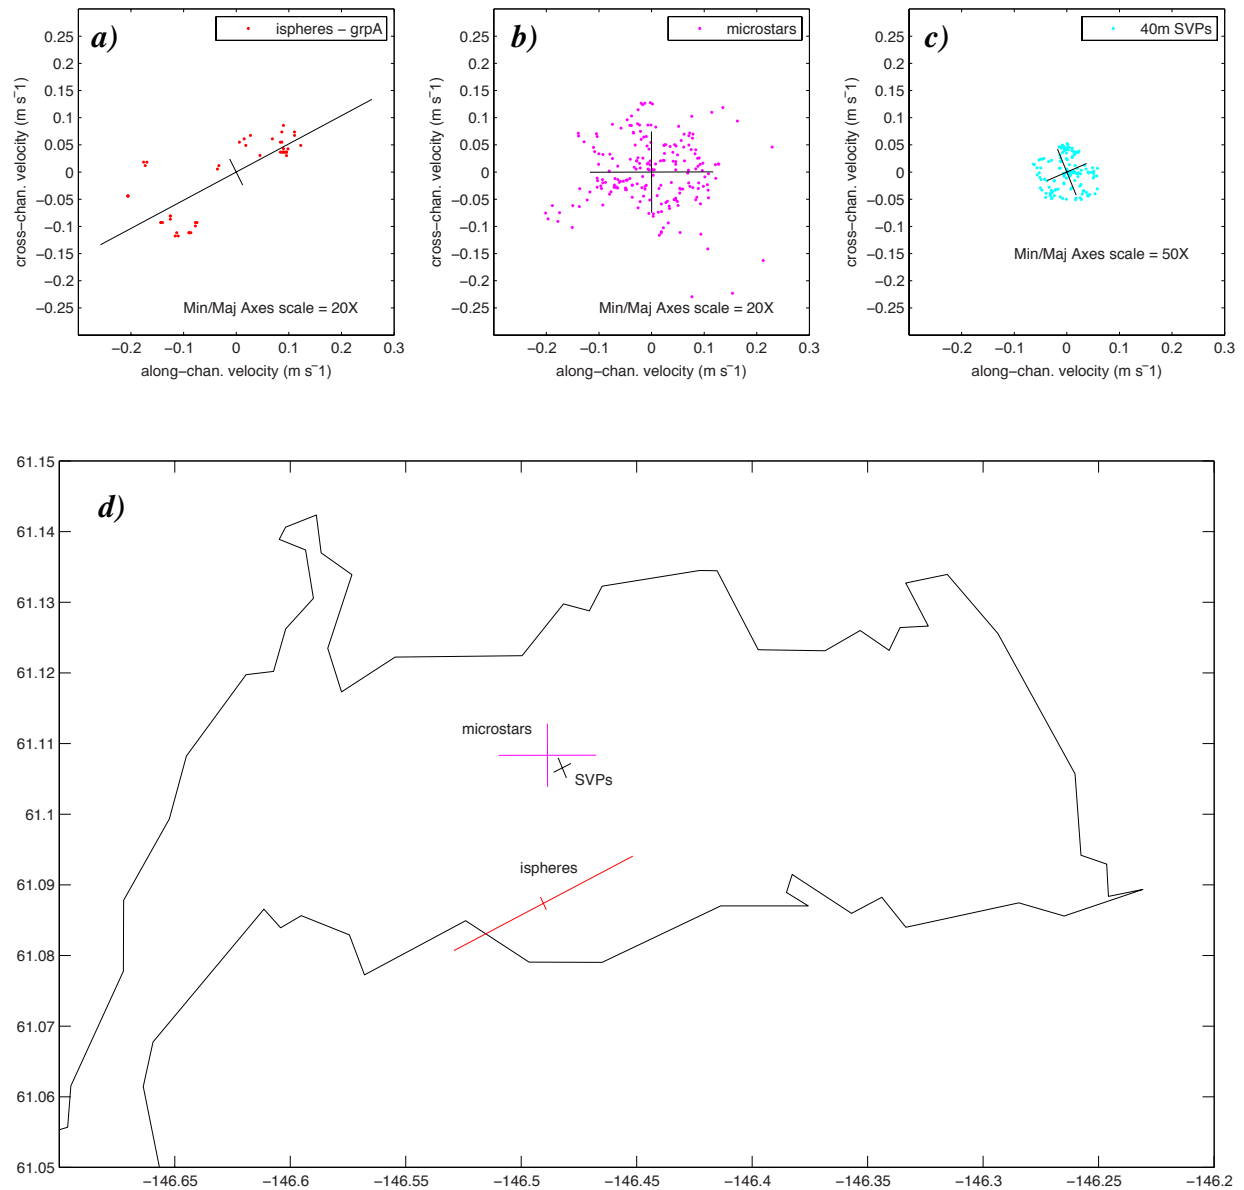 a)
ispheres – grpA
0.25
0.2
0.15
0.1
0.05
0
−0.05
−0.1
−0.15
−0.2
−0.25
cross−chan. velocity (m s‾1)
Min/Maj Axes scale = 20X
−0.2 −0.1 0 0.1 0.2 0.3
along−chan. velocity (m s‾1)
b)
microstars
0.25
0.2
0.15
0.1
0.05
0
−0.05
−0.1
−0.15
−0.2
−0.25
cross−chan. velocity (m s‾1)
Min/Maj Axes scale = 20X
−0.2 −0.1 0 0.1 0.2 0.3
along−chan. velocity (m s‾1)
c)
40m SVPs
0.25
0.2
0.15
0.1
0.05
0
−0.05
−0.1
−0.15
−0.2
−0.25
cross−chan. velocity (m s‾1)
Min/Maj Axes scale = 50X
−0.2 −0.1 0 0.1 0.2 0.3
along−chan. velocity (m s‾1)
d)
61.15
61.14
61.13
61.12
61.11
61.1
61.09
61.08
61.07
61.06
61.05
microstars
SVPs
ispheres
−146.65 −146.6 −146.55 −146.5 −146.45 −146.4 −146.35 −146.3 −146.25 −146.2